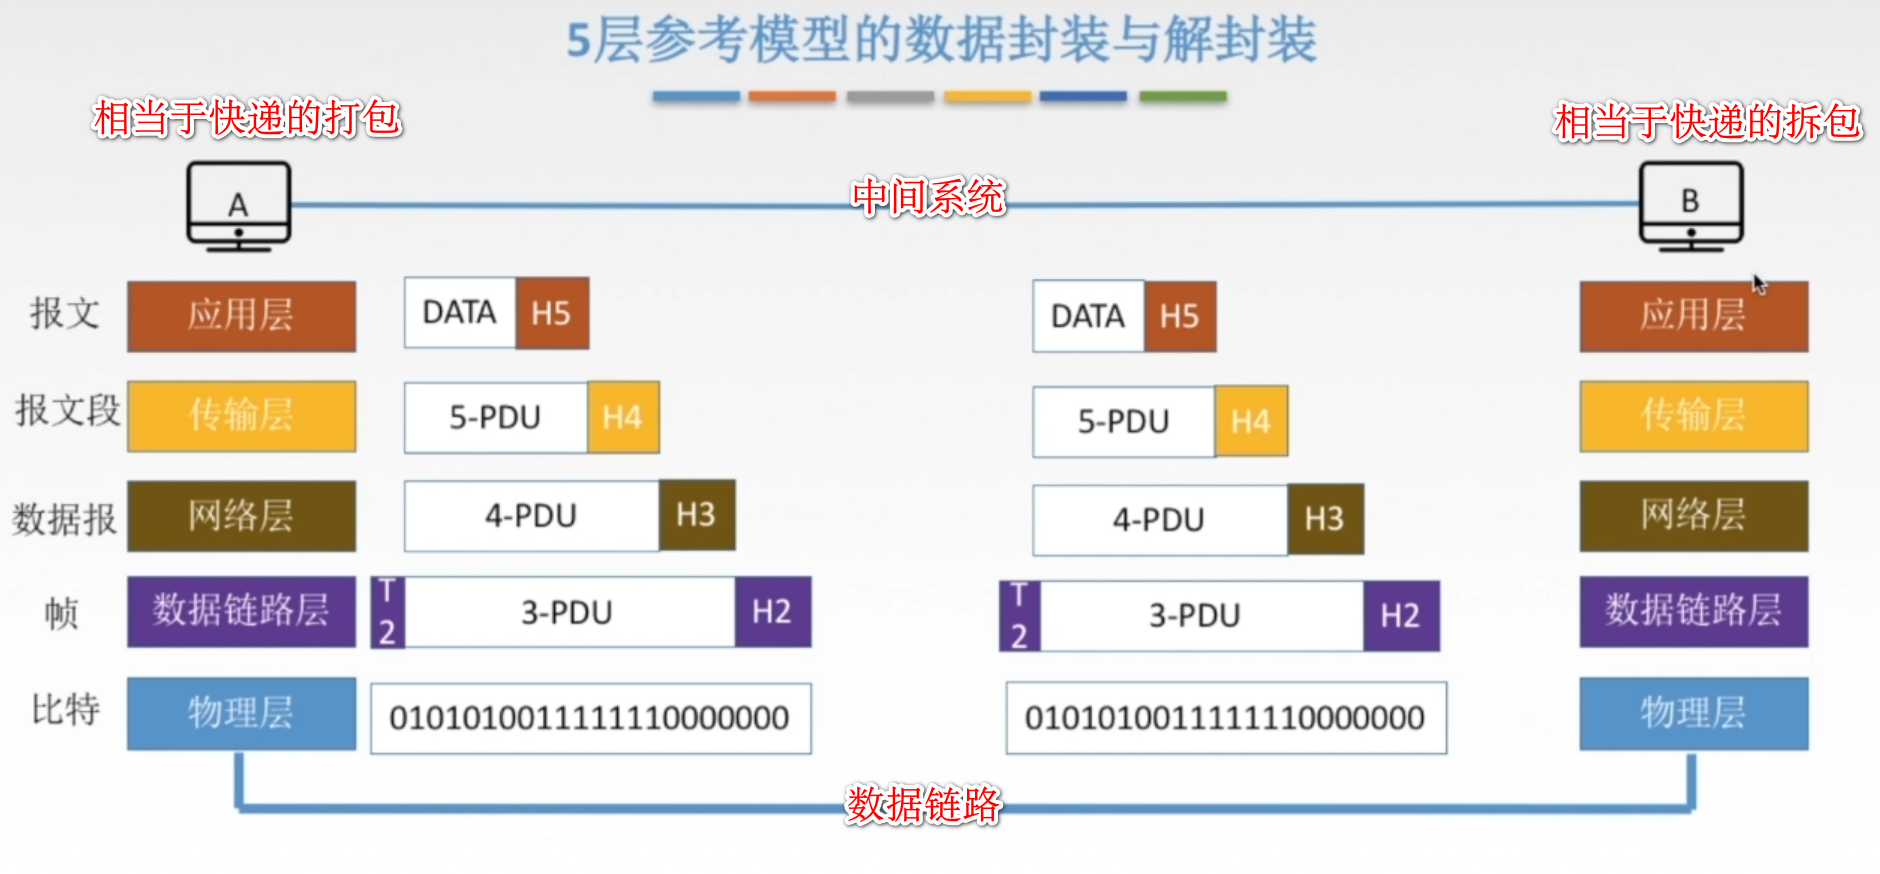 5层参考模型的数据封装与解封装
相当于快递的打包
相当于快递的拆包
A
中间系统
B
报文
应用层
DATA
H5
DATA
H5
应用层
报文段
传输层
5-PDU
H4
5-PDU
H4
传输层
数据报
网络层
4-PDU
H3
4-PDU
H3
网络层
帧
数据链路层
T2
3-PDU
H2
T2
3-PDU
H2
数据链路层
比特
物理层
0101010011111110000000
0101010011111110000000
物理层
数据链路